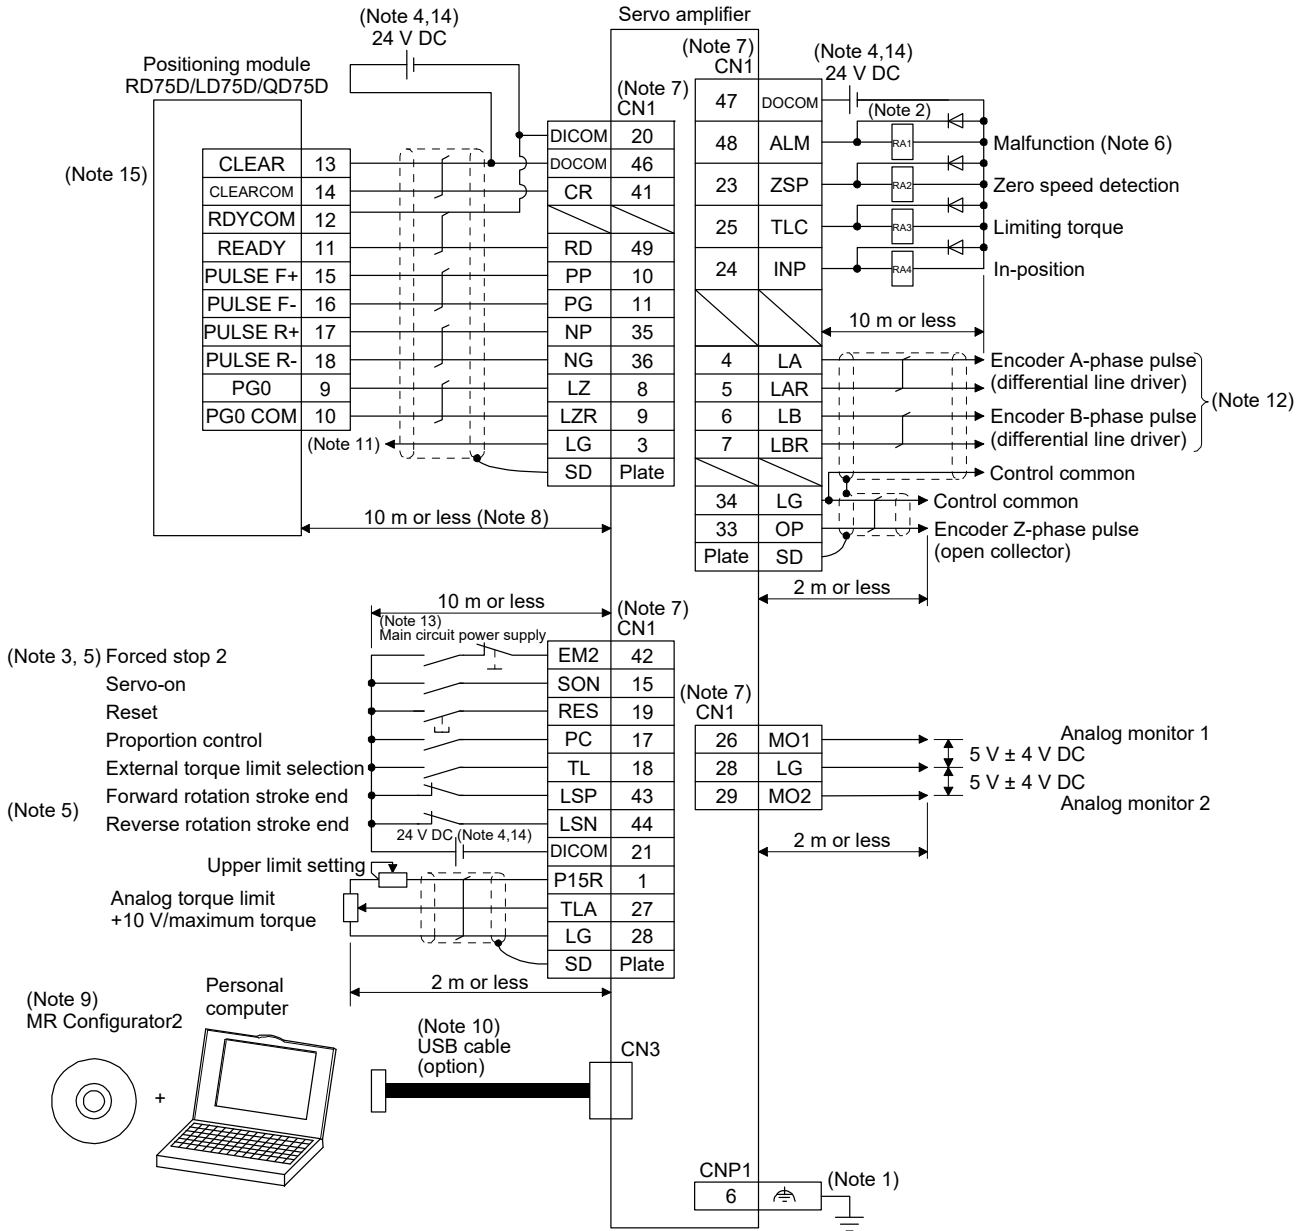 Servo amplifier
(Note 4,14)
24 V DC
Positioning module
RD75D/LD75D/QD75D
(Note 15)
CLEAR 13
CLEARCOM 14
RDYCOM 12
READY 11
PULSE F+ 15
PULSE F- 16
PULSE R+ 17
PULSE R- 18
PG0 9
PG0 COM 10
(Note 11)
10 m or less (Note 8)
(Note 7)
CN1
DICOM 20
DOCOM 46
CR 41
RD 49
PP 10
PG 11
NP 35
NG 36
LZ 8
LZR 9
LG 3
SD Plate
(Note 7)
CN1
(Note 4,14)
24 V DC
47 DOCOM
(Note 2)
48 ALM RA1 Malfunction (Note 6)
23 ZSP RA2 Zero speed detection
25 TLC RA3 Limiting torque
24 INP RA4 In-position
10 m or less
4 LA Encoder A-phase pulse
5 LAR (differential line driver)
6 LB Encoder B-phase pulse
7 LBR (differential line driver)
(Note 12)
Control common
34 LG Control common
33 OP Encoder Z-phase pulse
(open collector)
Plate SD
2 m or less
10 m or less
(Note 7)
CN1
(Note 13)
Main circuit power supply
(Note 3, 5) Forced stop 2 EM2 42
Servo-on SON 15
Reset RES 19
Proportion control PC 17
External torque limit selection TL 18
(Note 5)
Forward rotation stroke end LSP 43
Reverse rotation stroke end LSN 44
24 V DC (Note 4,14)
DICOM 21
Upper limit setting P15R 1
Analog torque limit
+10 V/maximum torque
TLA 27
LG 28
SD Plate
2 m or less
(Note 7)
CN1
26 MO1 Analog monitor 1
5 V ± 4 V DC
28 LG
5 V ± 4 V DC
29 MO2 Analog monitor 2
2 m or less
(Note 9)
MR Configurator2
+
Personal
computer
(Note 10)
USB cable
(option)
CN3
CNP1
6
(Note 1)